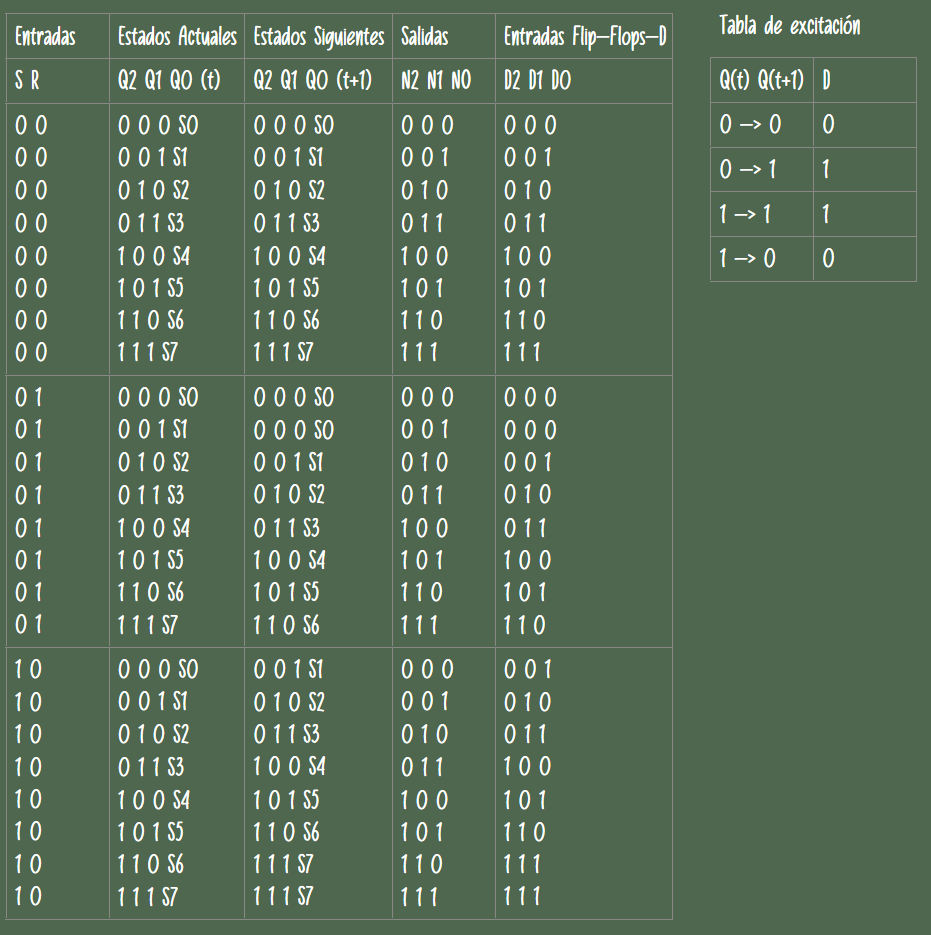 Tabla de excitación
Entradas Estados Actuales Estados Siguientes Salidas Entradas Flip-Flops-D
S R Q2 Q1 Q0 (t) Q2 Q1 Q0 (t+1) N2 N1 N0 D2 D1 D0
0 0 0 0 0 S0 0 0 0 S0 0 0 0 0 0 0
0 0 0 0 1 S1 0 0 1 S1 0 0 1 0 0 1
0 0 0 1 0 S2 0 1 0 S2 0 1 0 0 1 0
0 0 0 1 1 S3 0 1 1 S3 0 1 1 0 1 1
0 0 1 0 0 S4 1 0 0 S4 1 0 0 1 0 0
0 0 1 0 1 S5 1 0 1 S5 1 0 1 1 0 1
0 0 1 1 0 S6 1 1 0 S6 1 1 0 1 1 0
0 0 1 1 1 S7 1 1 1 S7 1 1 1 1 1 1
0 1 0 0 0 S0 0 0 0 S0 0 0 0 0 0 0
0 1 0 0 1 S1 0 0 0 S0 0 0 1 0 0 0
0 1 0 1 0 S2 0 0 1 S1 0 1 0 0 0 1
0 1 0 1 1 S3 0 1 0 S2 0 1 1 0 1 0
0 1 1 0 0 S4 0 1 1 S3 1 0 0 0 1 1
0 1 1 0 1 S5 1 0 0 S4 1 0 1 1 0 0
0 1 1 1 0 S6 1 0 1 S5 1 1 0 1 0 1
0 1 1 1 1 S7 1 1 0 S6 1 1 1 1 1 0
1 0 0 0 0 S0 0 0 1 S1 0 0 0 0 0 1
1 0 0 0 1 S1 0 1 0 S2 0 0 1 0 1 0
1 0 0 1 0 S2 0 1 1 S3 0 1 0 0 1 1
1 0 0 1 1 S3 1 0 0 S4 0 1 1 1 0 0
1 0 1 0 0 S4 1 0 1 S5 1 0 0 1 0 1
1 0 1 0 1 S5 1 1 0 S6 1 0 1 1 1 0
1 0 1 1 0 S6 1 1 1 S7 1 1 0 1 1 1
1 0 1 1 1 S7 1 1 1 S7 1 1 1 1 1 1
Q(t) Q(t+1) D
0 -> 0 0
0 -> 1 1
1 -> 1 1
1 -> 0 0